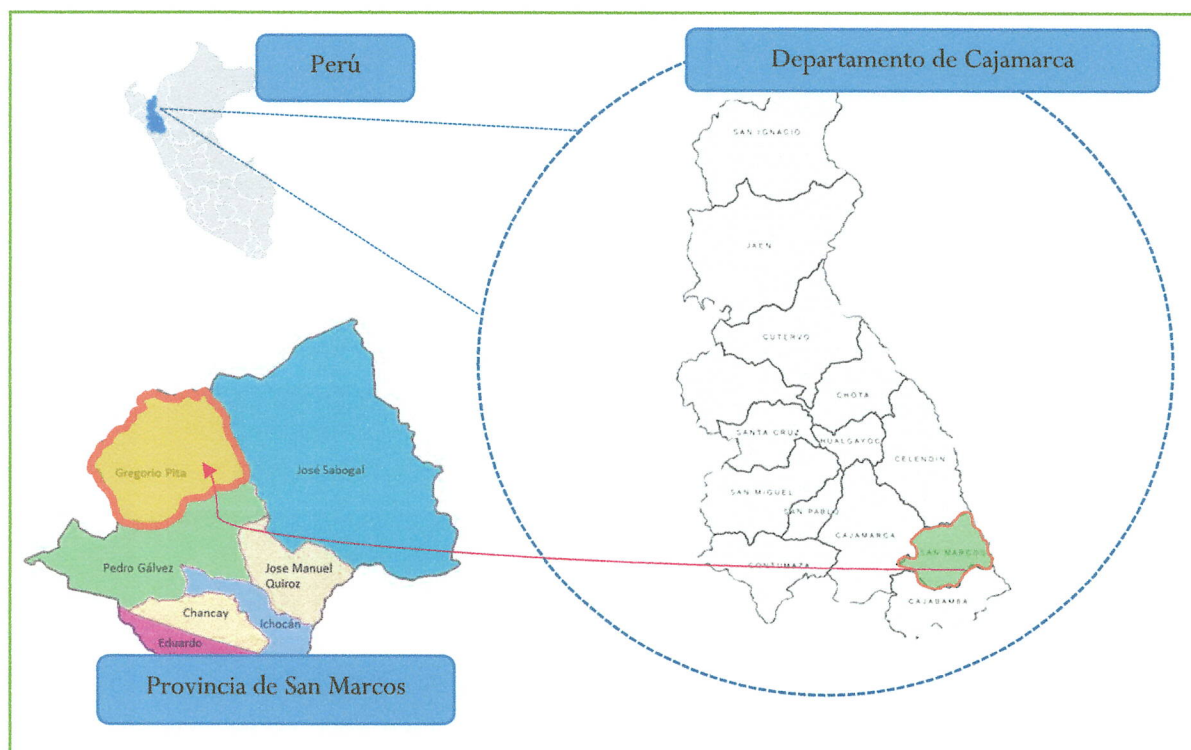 Perú
Departamento de Cajamarca
SAN IGNACIO
JAEN
CUTERVO
CHOTA
SANTA CRUZ
HUALGAYOC
CELENDIN
SAN MIGUEL
SAN PABLO
CAJAMARCA
SAN MARCOS
CONTUMAZA
CAJABAMBA
Gregorio Pita
José Sabogal
Pedro Gálvez
Jose Manuel
Quiroz
Chancay
Ichocán
Eduardo
Provincia de San Marcos